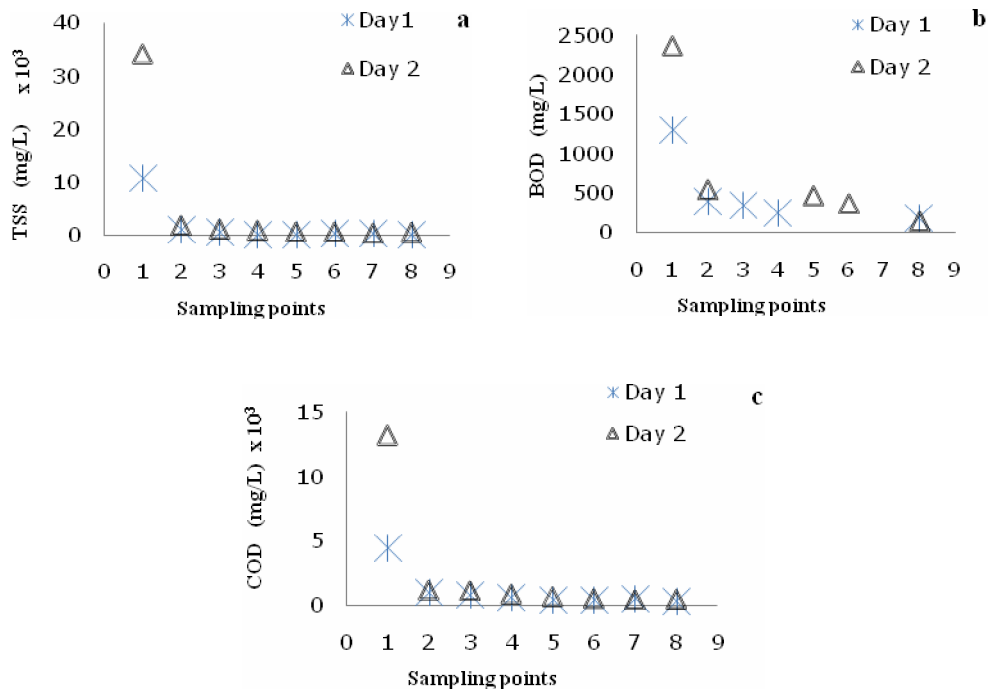 a
Day1
Day 2
TSS (mg/L) x 10³
40
30
20
10
0
0 1 2 3 4 5 6 7 8 9
Sampling points
b
Day 1
Day 2
BOD (mg/L)
2500
2000
1500
1000
500
0
0 1 2 3 4 5 6 7 8 9
Sampling points
c
Day 1
Day 2
COD (mg/L) x 10³
15
10
5
0
0 1 2 3 4 5 6 7 8 9
Sampling points